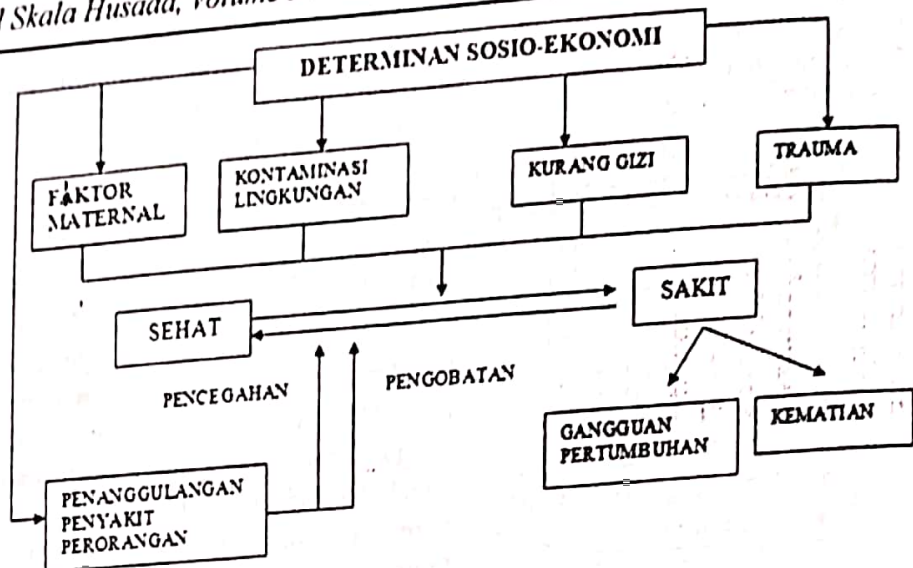 Skala Husada, Volume
DETERMINAN SOSIO-EKONOMI
FAKTOR
MATERNAL
KONTAMINASI
LINGKUNGAN
KURANG GIZI
TRAUMA
SEHAT
SAKIT
PENCEGAHAN
PENGOBATAN
GANGGUAN
PERTUMBUHAN
KEMATIAN
PENANGGULANGAN
PENYAKIT
PERORANGAN